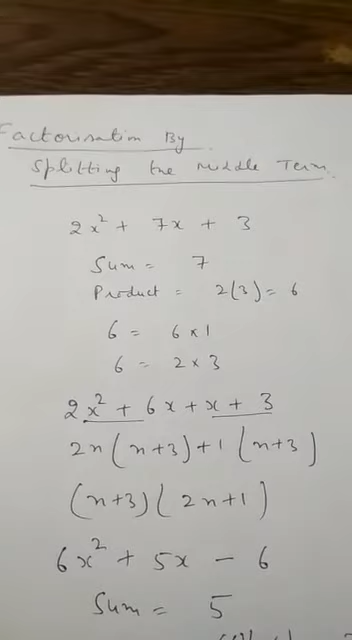 Factorisation By
Splitting the Middle Term
2x² + 7x + 3
Sum = 7
Product = 2(3) = 6
6 = 6 x 1
6 = 2 x 3
2x² + 6x + x + 3
2x(x+3)+1(x+3)
(x+3)(2x+1)
6x² + 5x - 6
Sum = 5